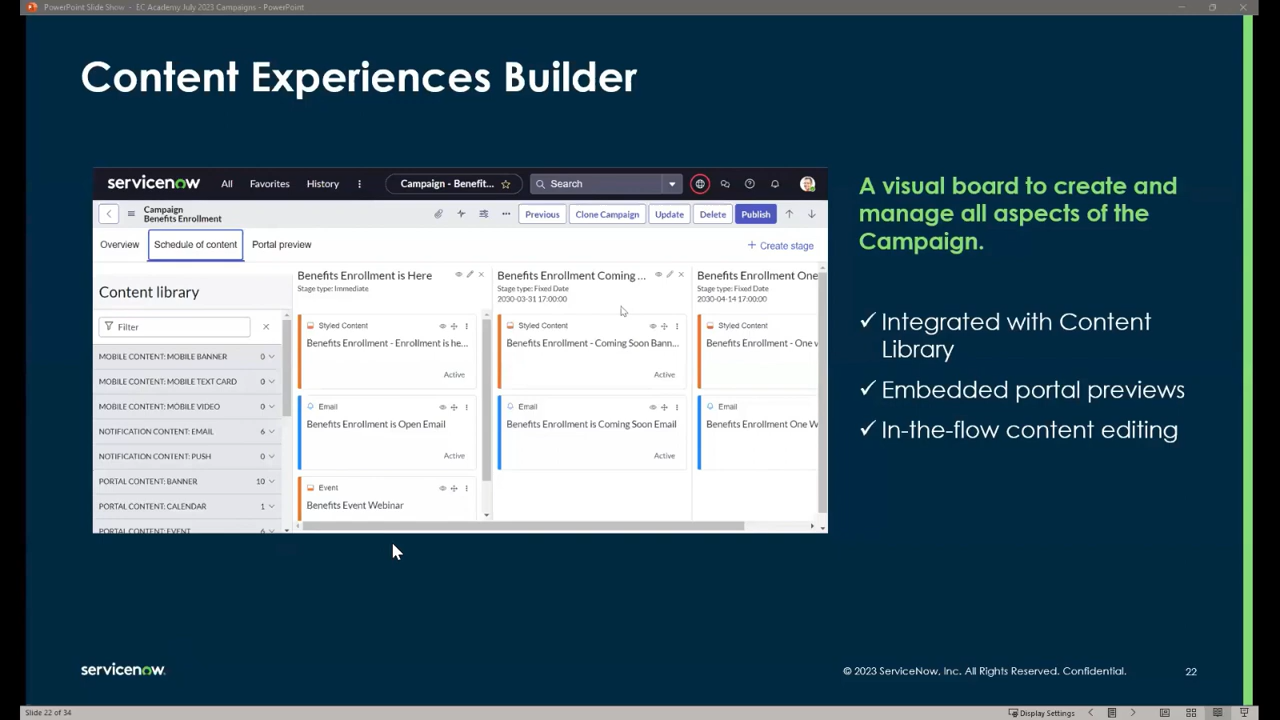 PowerPoint Slide Show - EC Academy July 2023 Campaigns - PowerPoint
Content Experiences Builder
servicenow
All
Favorites
History
Campaign - Benefit...
Search
Campaign
Benefits Enrollment
Previous
Clone Campaign
Update
Delete
Publish
Overview
Schedule of content
Portal preview
+ Create stage
Content library
Filter
MOBILE CONTENT: MOBILE BANNER 0
MOBILE CONTENT: MOBILE TEXT CARD 0
MOBILE CONTENT: MOBILE VIDEO 0
NOTIFICATION CONTENT: EMAIL 6
NOTIFICATION CONTENT: PUSH 0
PORTAL CONTENT: BANNER 10
PORTAL CONTENT: CALENDAR 1
PORTAL CONTENT: EVENT 6
Benefits Enrollment is Here
Stage type: Immediate
Styled Content
Benefits Enrollment - Enrollment is he...
Active
Email
Benefits Enrollment is Open Email
Active
Event
Benefits Event Webinar
Benefits Enrollment Coming ...
Stage type: Fixed Date
2030-03-31 17:00:00
Styled Content
Benefits Enrollment - Coming Soon Bann...
Active
Email
Benefits Enrollment is Coming Soon Email
Active
Benefits Enrollment One
Stage type: Fixed Date
2030-04-14 17:00:00
Styled Content
Benefits Enrollment - One
Email
Benefits Enrollment One W
A visual board to create and
manage all aspects of the
Campaign.
✓ Integrated with Content
Library
✓ Embedded portal previews
✓ In-the-flow content editing
servicenow.
© 2023 ServiceNow, Inc. All Rights Reserved. Confidential.
22
Slide 22 of 34
Display Settings